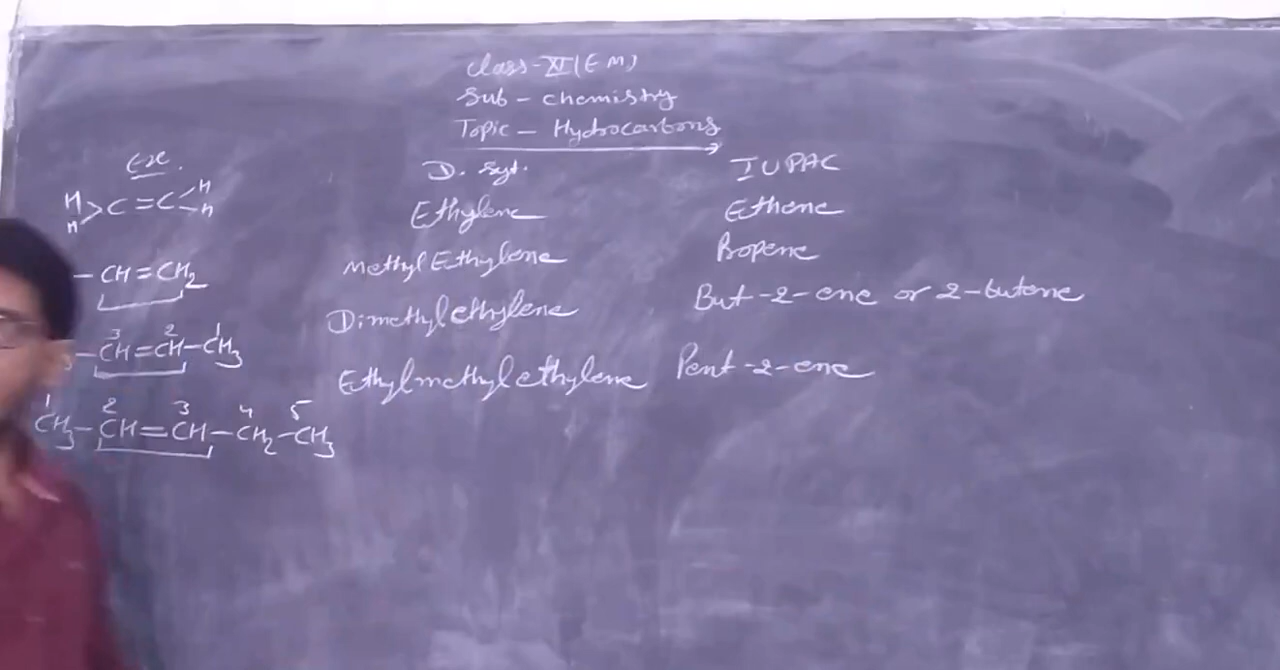 Class-XI(EM)
Sub - chemistry
Topic - Hydrocarbons
Ex. D. syt. IUPAC
H H >C=C< H H Ethylene Ethene
-CH=CH₂ Methyl Ethylene Propene
-CH=CH-CH₃ Dimethylethylene But-2-ene or 2-butene
3 2 1
Ethylmethylethylene Pent-2-ene
1 2 3 4 5
CH₃-CH=CH-CH₂-CH₃